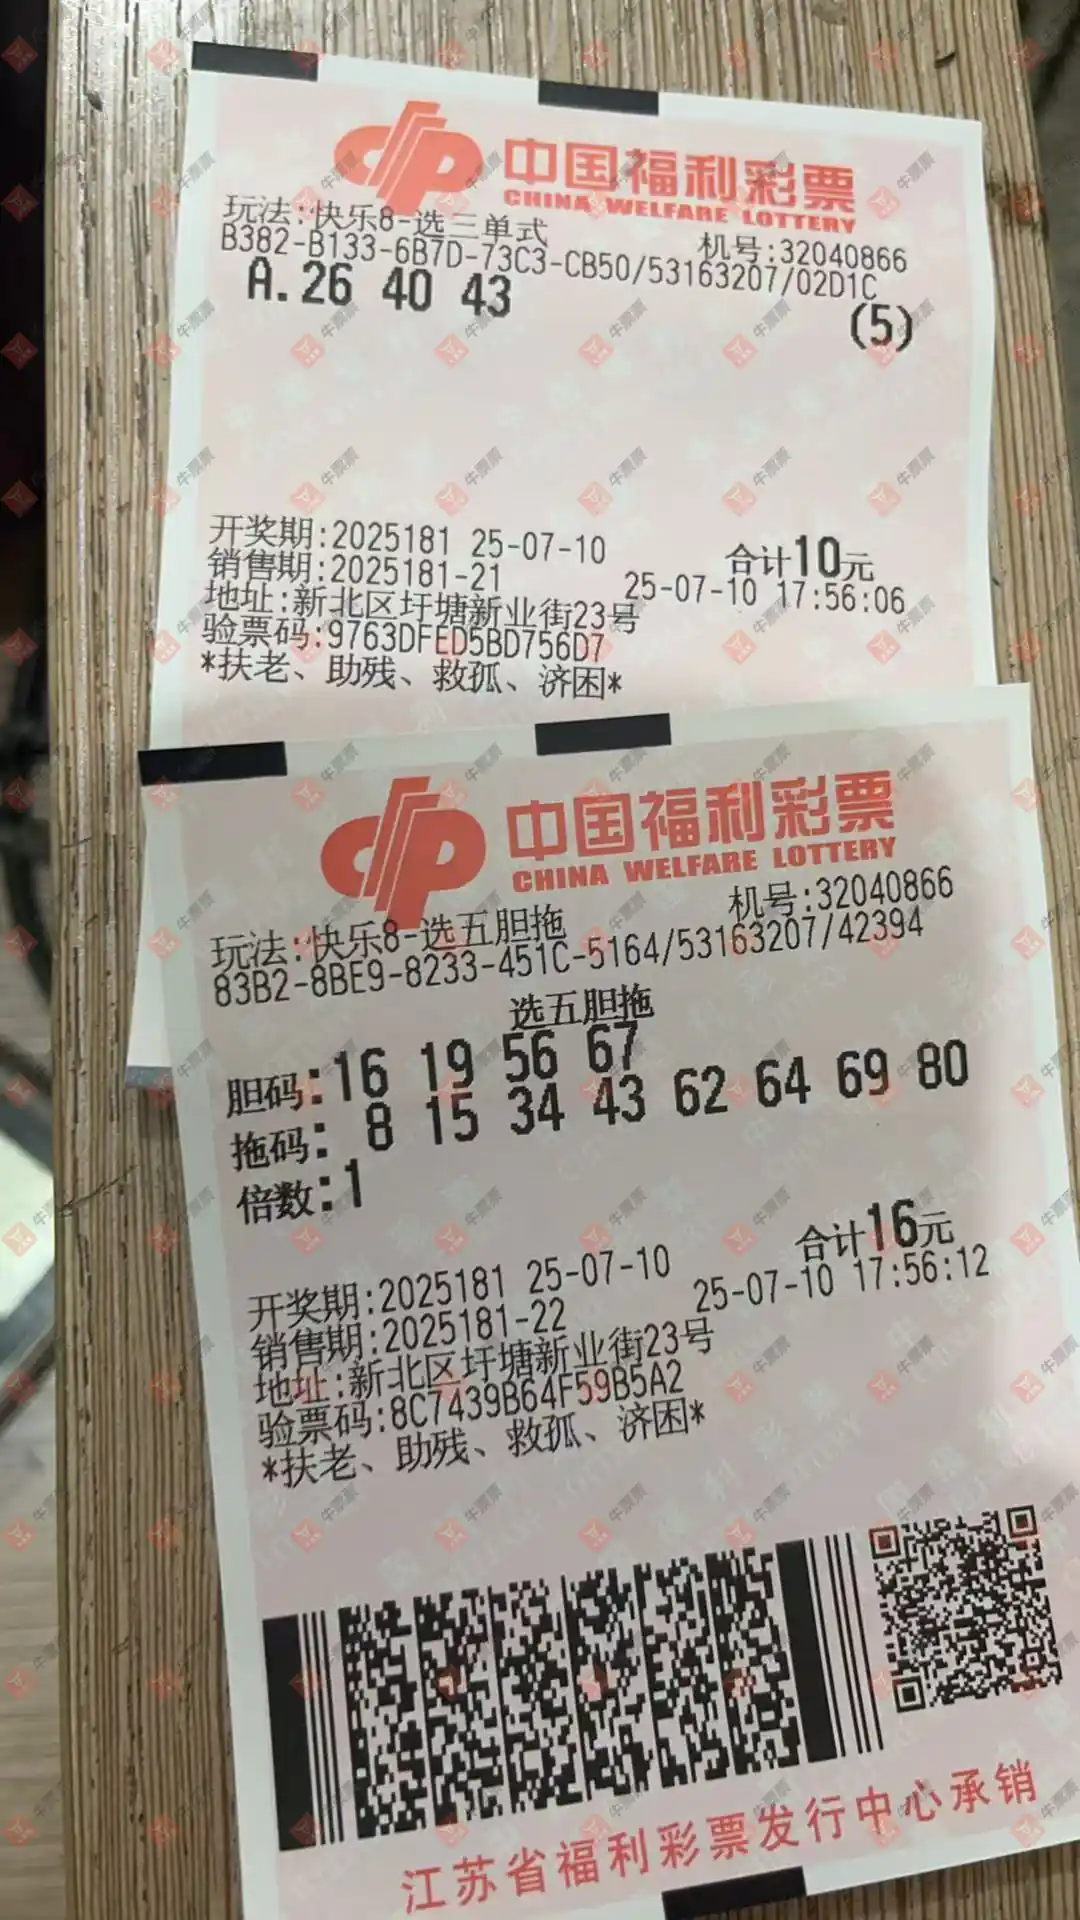 中国福利彩票
CHINA WELFARE LOTTERY
玩法:快乐8-选三单式 机号:32040866
B382-B133-6B7D-73C3-CB50/53163207/02D1C
A.26 40 43 (5)
开奖期:2025181 25-07-10 合计10元
销售期:2025181-21 25-07-10 17:56:06
地址:新北区圩塘新业街23号
验票码:9763DFED5BD756D7
*扶老、助残、救孤、济困*
中国福利彩票
CHINA WELFARE LOTTERY
玩法:快乐8-选五胆拖 机号:32040866
83B2-8BE9-8233-451C-5164/53163207/42394
选五胆拖
胆码:16 19 56 67
拖码: 8 15 34 43 62 64 69 80
倍数:1
合计16元
开奖期:2025181 25-07-10
销售期:2025181-22 25-07-10 17:56:12
地址:新北区圩塘新业街23号
验票码:8C7439B64F59B5A2
*扶老、助残、救孤、济困*
江苏省福利彩票发行中心承销
牛票票